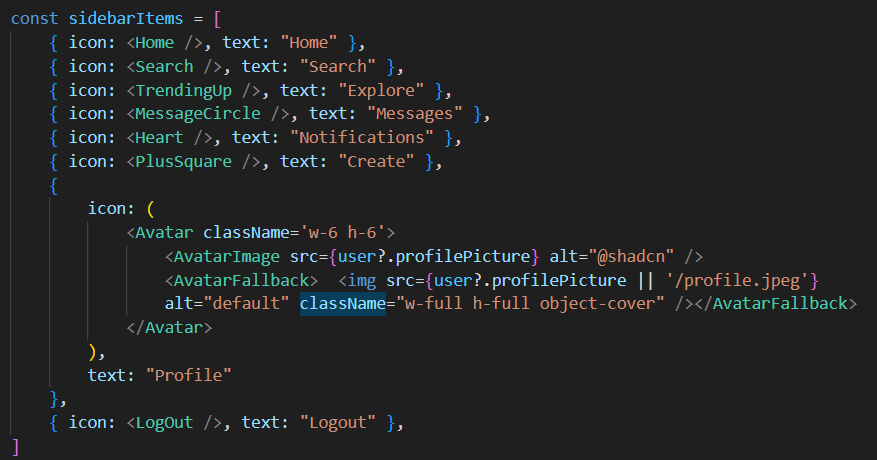 const sidebarItems = [
{ icon: <Home />, text: "Home" },
{ icon: <Search />, text: "Search" },
{ icon: <TrendingUp />, text: "Explore" },
{ icon: <MessageCircle />, text: "Messages" },
{ icon: <Heart />, text: "Notifications" },
{ icon: <PlusSquare />, text: "Create" },
{
icon: (
<Avatar className='w-6 h-6'>
<AvatarImage src={user?.profilePicture} alt="@shadcn" />
<AvatarFallback>  <img src={user?.profilePicture || '/profile.jpeg'}
alt="default" className="w-full h-full object-cover" /></AvatarFallback>
</Avatar>
),
text: "Profile"
},
{ icon: <LogOut />, text: "Logout" },
]